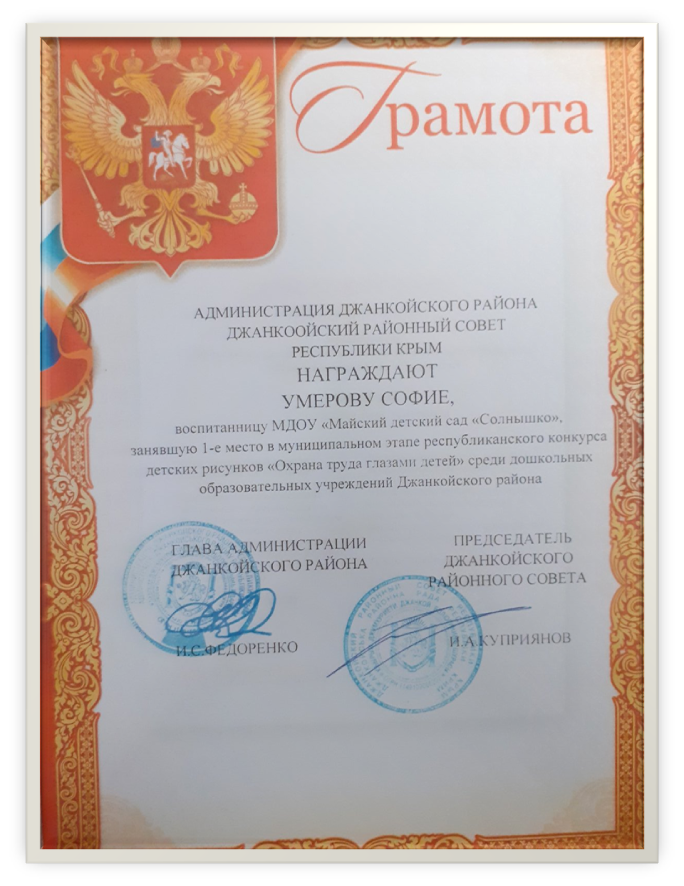 Грамота
АДМИНИСТРАЦИЯ ДЖАНКОЙСКОГО РАЙОНА
ДЖАНКООЙСКИЙ РАЙОННЫЙ СОВЕТ
РЕСПУБЛИКИ КРЫМ
НАГРАЖДАЮТ
УМЕРОВУ СОФИЕ,
воспитанницу МДОУ «Майский детский сад «Солнышко»,
занявшую 1-е место в муниципальном этапе республиканского конкурса
детских рисунков «Охрана труда глазами детей» среди дошкольных
образовательных учреждений Джанкойского района
ГЛАВА АДМИНИСТРАЦИИ
ДЖАНКОЙСКОГО РАЙОНА
И.С.ФЕДОРЕНКО
ПРЕДСЕДАТЕЛЬ
ДЖАНКОЙСКОГО
РАЙОННОГО СОВЕТА
И.А.КУПРИЯНОВ